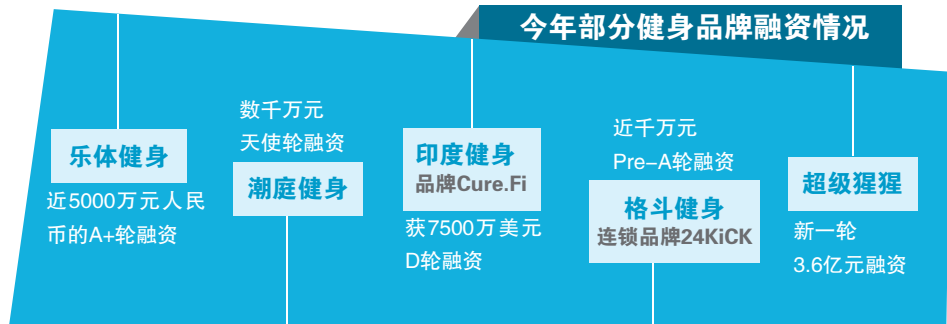 今年部分健身品牌融资情况
乐体健身
近5000万元人民
币的A+轮融资
数千万元
天使轮融资
潮庭健身
印度健身
品牌Cure.Fi
获7500万美元
D轮融资
近千万元
Pre–A轮融资
格斗健身
连锁品牌24KiCK
超级猩猩
新一轮
3.6亿元融资